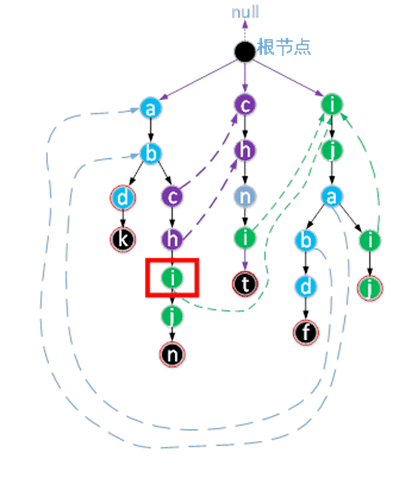 null
根节点
a c i
b h j
d c n a
k h i b i
i t d j
j f
n